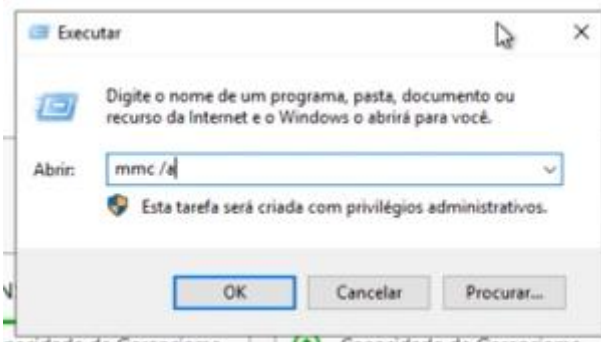 Executar
Digite o nome de um programa, pasta, documento ou
recurso da Internet e o Windows o abrirá para você.
Abrir:
mmc /a
Esta tarefa será criada com privilégios administrativos.
OK
Cancelar
Procurar...